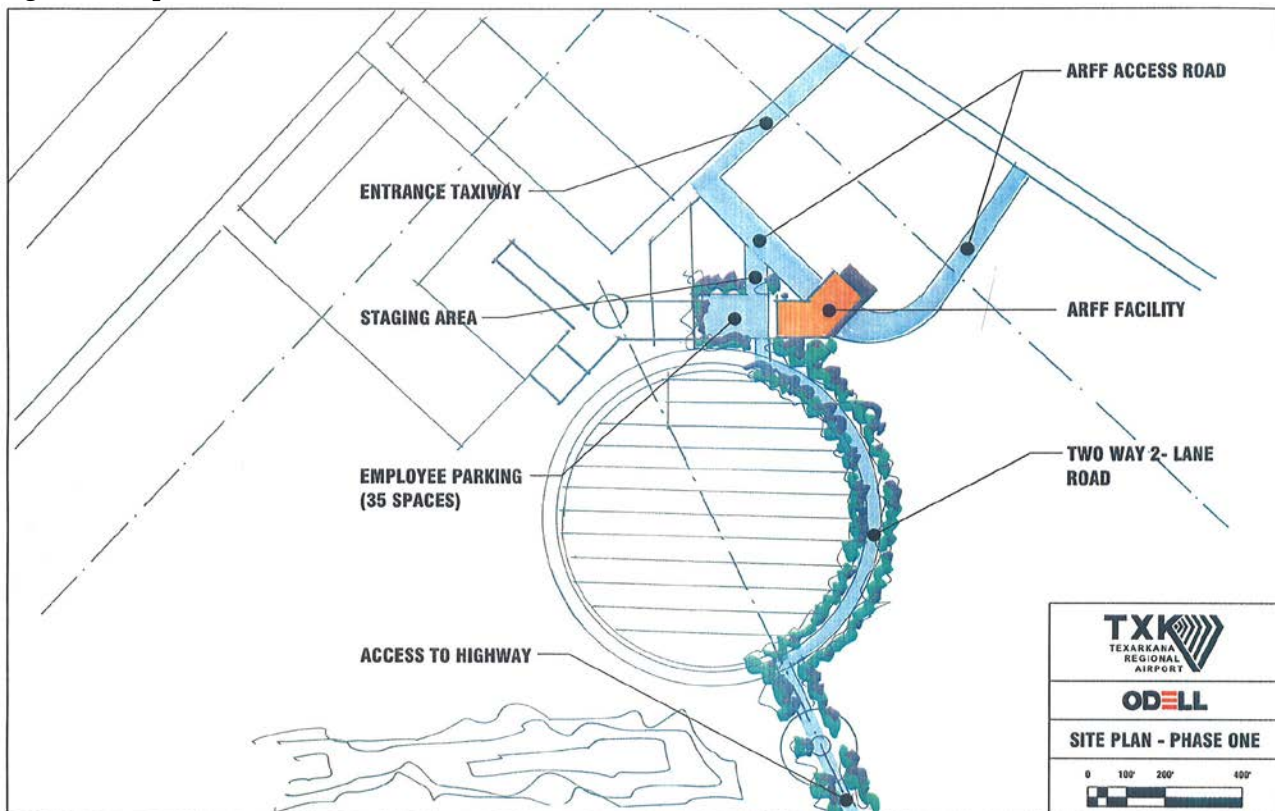 ARFF ACCESS ROAD
ENTRANCE TAXIWAY
STAGING AREA
ARFF FACILITY
EMPLOYEE PARKING
(35 SPACES)
TWO WAY 2- LANE
ROAD
ACCESS TO HIGHWAY
TXK
TEXARKANA
REGIONAL
AIRPORT
ODELL
SITE PLAN - PHASE ONE
0 100' 200' 400'